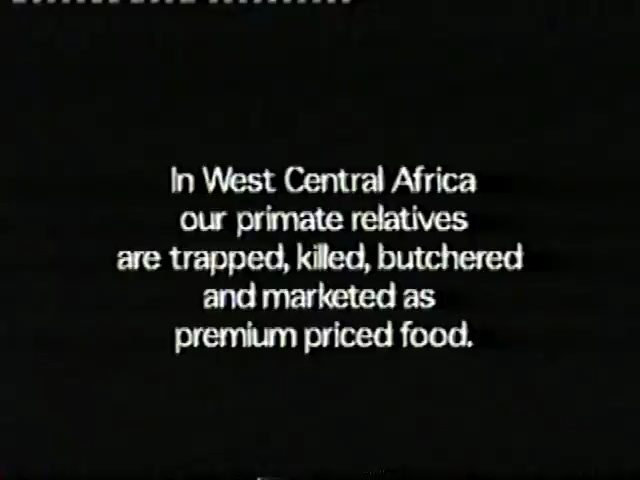 In West Central Africa
our primate relatives
are trapped, killed, butchered
and marketed as
premium priced food.